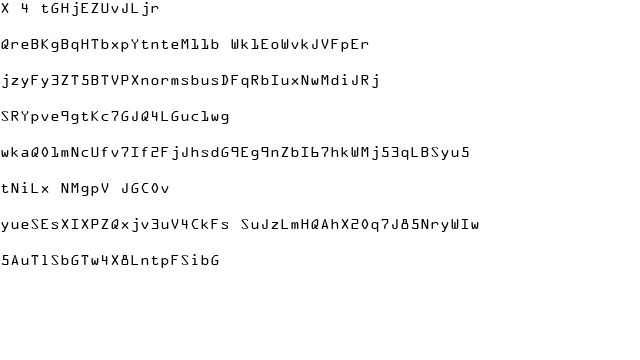 X 4 tGHjEZUvJLjr
QreBKgBqHTbxpYtnteM11b Wk1EoWvkJVFpEr
jzyFy3ZT5BTVPXnormsbusDFqRbIuxNwMdiJRj
SRYpve9gtKc7GJQ4LGuc1wg
wkaQ01mNcUfv7If2FjJhsdG9Eg9nZbI67hkWMj53qLBSyu5
tNiLx NMgpV JGC0v
yueSEsXIXPZQxjv3uV4CkFs SuJzLmHQAhX20q7J85NryWIw
5AuT1SbGTw4X8LntpFSibG